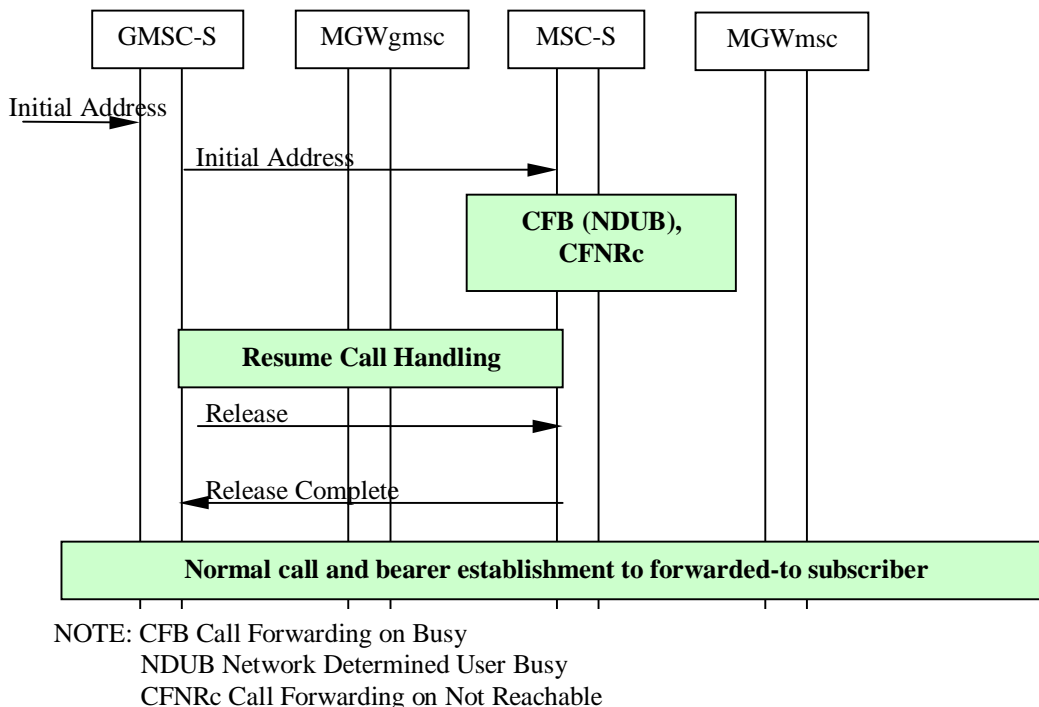 GMSC-S
MGWgmsc
MSC-S
MGWmsc
Initial Address
Initial Address
CFB (NDUB),
CFNRc
Resume Call Handling
Release
Release Complete
Normal call and bearer establishment to forwarded-to subscriber
NOTE: CFB Call Forwarding on Busy
NDUB Network Determined User Busy
CFNRc Call Forwarding on Not Reachable